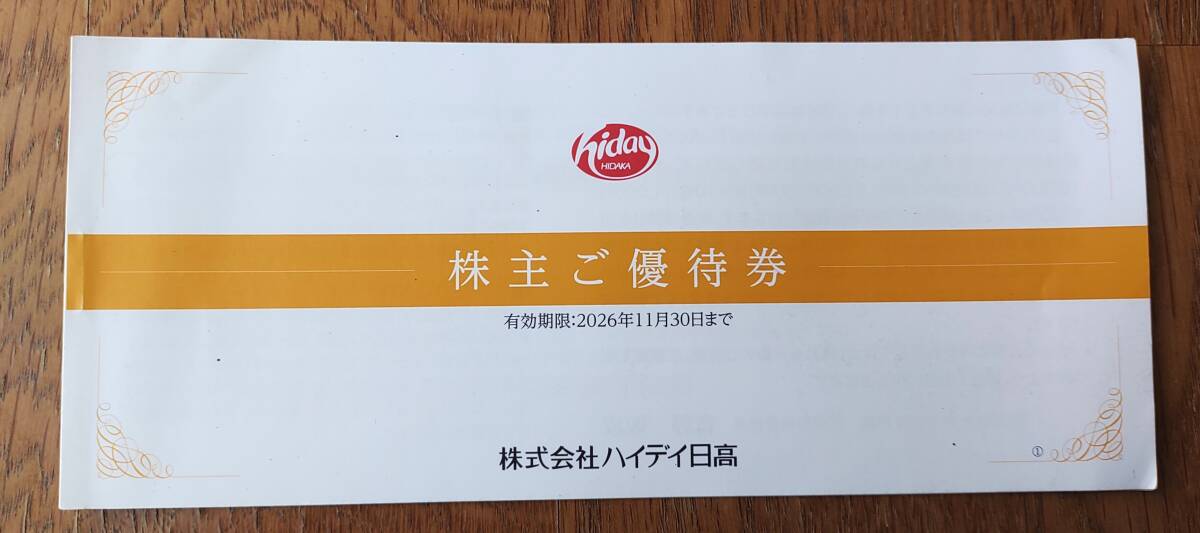 hiday
HIDAKA
株主ご優待券
有効期限:2026年11月30日まで
株式会社ハイデイ日高
①